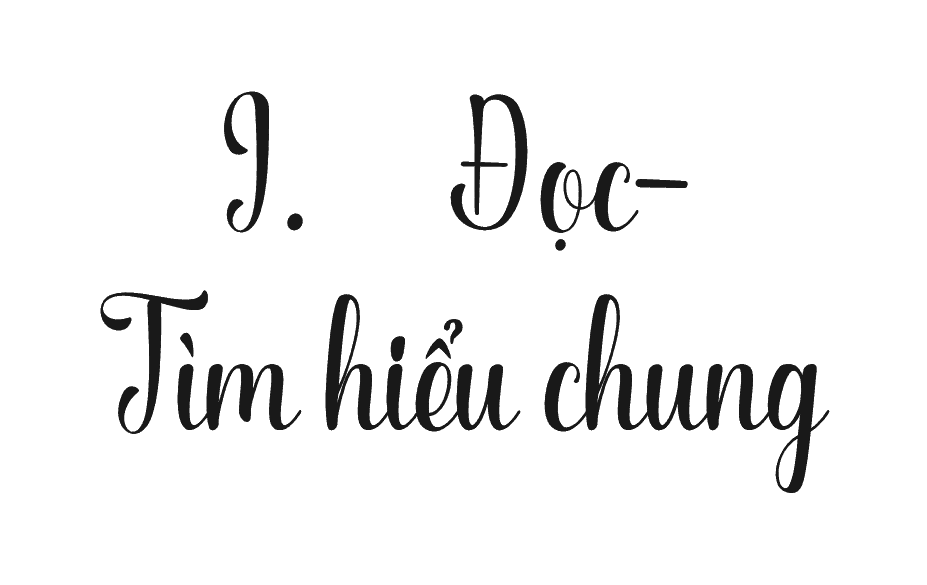 I. Đọc-
Tìm hiểu chung